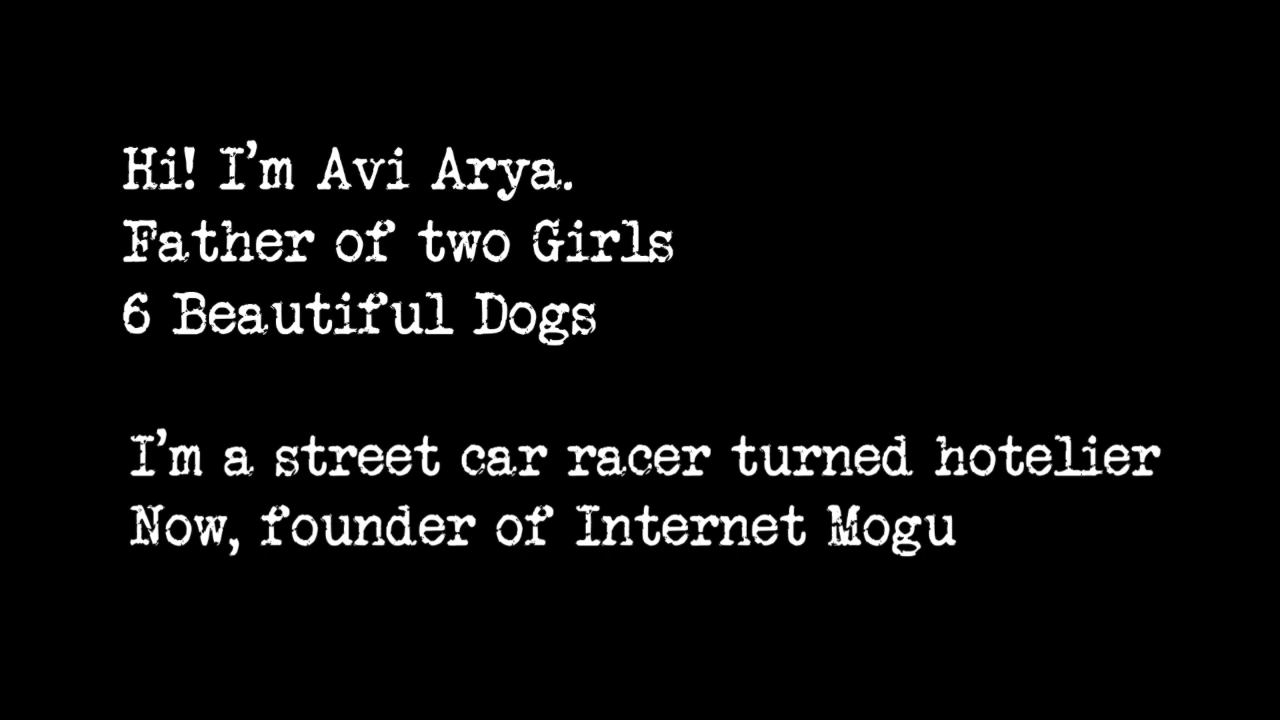 Hi! I'm Avi Arya.
Father of two Girls
6 Beautiful Dogs
I'm a street car racer turned hotelier
Now, founder of Internet Mogu